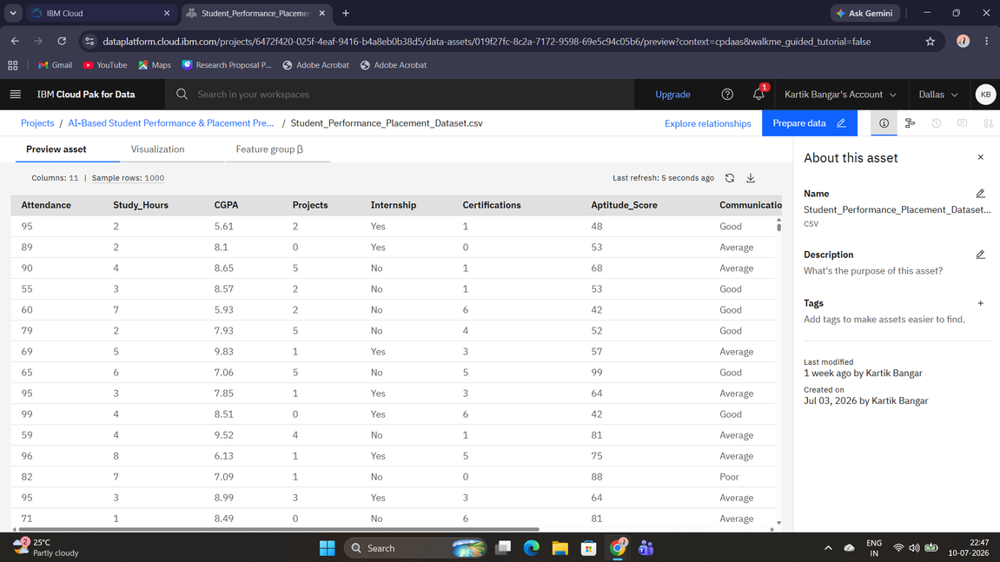 IBM Cloud
Student_Performance_Placemer
Ask Gemini
dataplatform.cloud.ibm.com/projects/6472f420-025f-4eaf-9416-b4a8eb0b38d5/data-assets/019f27fc-8c2a-7172-9598-69e5c94c05b6/preview?context=cpdaas&walkme_guided_tutorial=false
Gmail YouTube Maps Research Proposal P... Adobe Acrobat Adobe Acrobat
IBM Cloud Pak for Data Search in your workspaces Upgrade 1 Kartik Bangar's Account Dallas KB
Projects / AI-Based Student Performance & Placement Pre... / Student_Performance_Placement_Dataset.csv Explore relationships Prepare data
Preview asset Visualization Feature group β
Columns: 11 | Sample rows: 1000 Last refresh: 5 seconds ago
Attendance Study_Hours CGPA Projects Internship Certifications Aptitude_Score Communicatio
95 2 5.61 2 Yes 1 48 Good
89 2 8.1 0 Yes 0 53 Average
90 4 8.65 5 No 1 68 Average
55 3 8.57 2 No 1 53 Good
60 7 5.93 2 No 6 42 Good
79 2 7.93 5 No 4 52 Good
69 5 9.83 1 Yes 3 57 Average
65 6 7.06 5 No 5 99 Good
95 3 7.85 1 Yes 3 64 Average
99 4 8.51 0 Yes 6 42 Good
59 4 9.52 4 No 1 81 Average
96 8 6.13 1 Yes 5 75 Average
82 7 7.09 1 No 0 88 Poor
95 3 8.99 3 Yes 3 64 Average
71 1 8.49 0 No 6 81 Average
About this asset
Name
Student_Performance_Placement_Dataset...
CSV
Description
What's the purpose of this asset?
Tags
Add tags to make assets easier to find.
Last modified
1 week ago by Kartik Bangar
Created on
Jul 03, 2026 by Kartik Bangar
2
25°C
Partly cloudy
Search
ENG
IN
22:47
10-07-2026